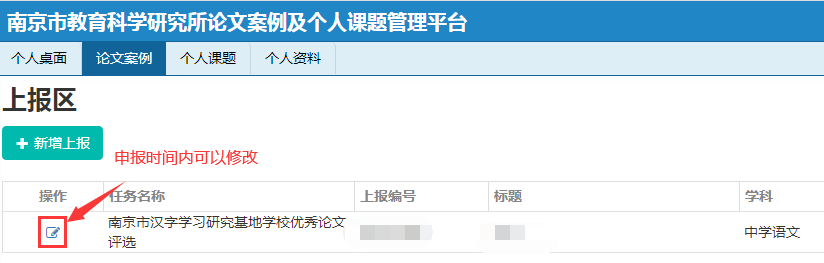 南京市教育科学研究所论文案例及个人课题管理平台
个人桌面 论文案例 个人课题 个人资料
上报区
新增上报
申报时间内可以修改
操作 任务名称 上报编号 标题 学科
南京市汉字学习研究基地学校优秀论文
评选
中学语文